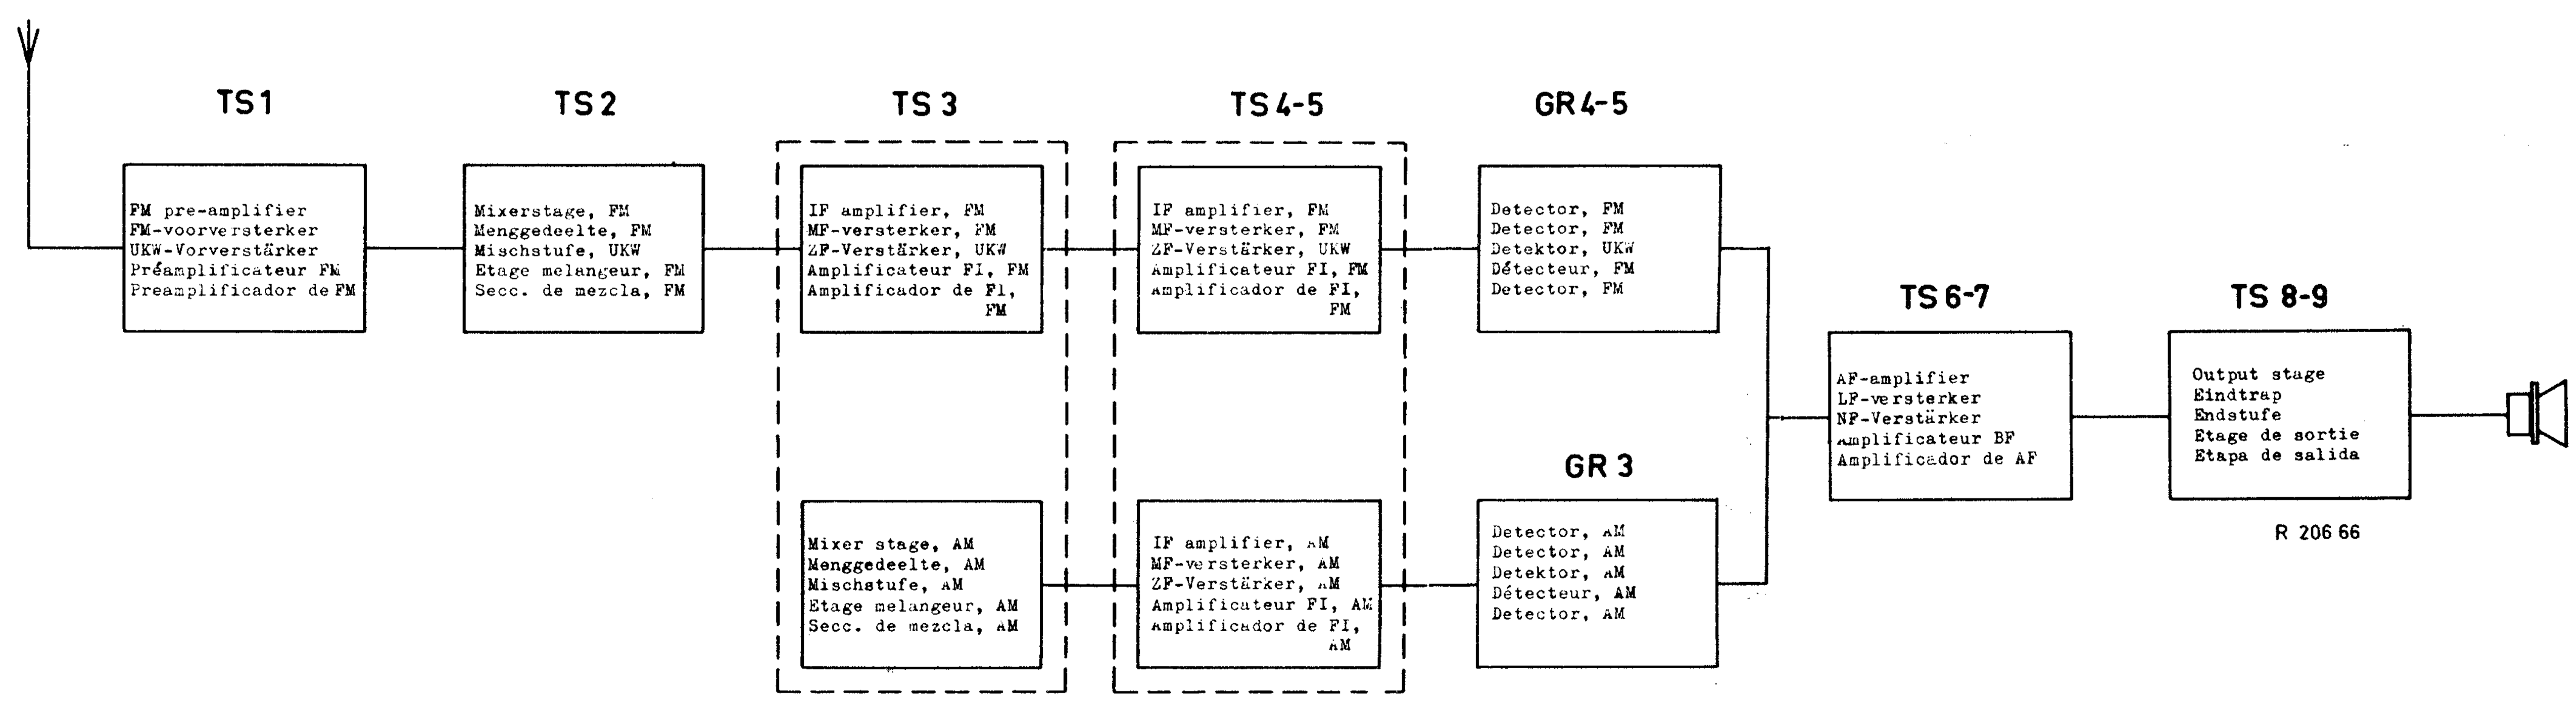 TS1
FM pre-amplifier
FM-voorversterker
UKW-Vorverstärker
Préamplificateur FM
Preamplificador de FM
TS2
Mixerstage, FM
Menggedeelte, FM
Mischstufe, UKW
Etage melangeur, FM
Secc. de mezcla, FM
TS 3
IF amplifier, FM
MF-versterker, FM
ZF-Verstärker, UKW
Amplificateur FI, FM
Amplificador de FI,
FM
Mixer stage, AM
Menggedeelte, AM
Mischstufe, AM
Etage melangeur, AM
Secc. de mezcla, AM
TS 4-5
IF amplifier, FM
MF-versterker, FM
ZF-Verstärker, UKW
Amplificateur FI, FM
Amplificador de FI,
FM
IF amplifier, AM
MF-versterker, AM
ZF-Verstärker, AM
Amplificateur FI, AM
Amplificador de FI,
AM
GR4-5
Detector, FM
Detector, FM
Detektor, UKW
Détecteur, FM
Detector, FM
GR 3
Detector, AM
Detector, AM
Detektor, AM
Détecteur, AM
Detector, AM
TS 6-7
AF-amplifier
LF-versterker
NF-Verstärker
Amplificateur BF
Amplificador de AF
TS 8-9
Output stage
Eindtrap
Endstufe
Etage de sortie
Etapa de salida
R 206 66